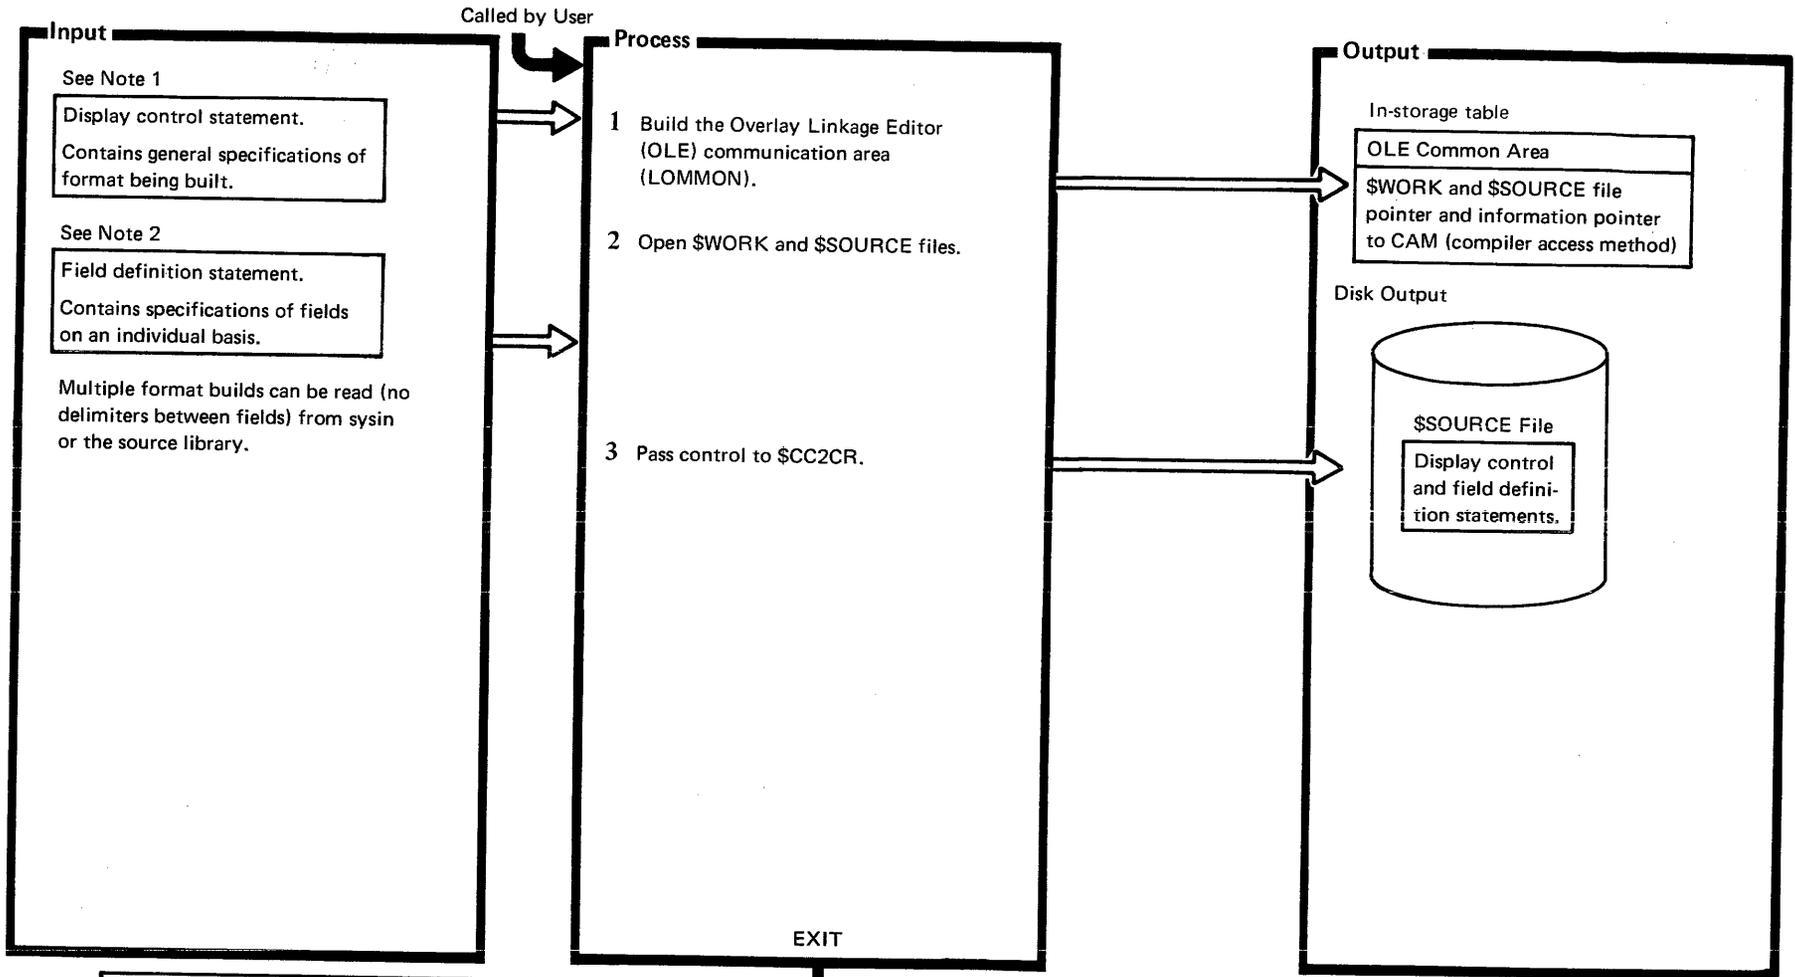 Called by User
Input
See Note 1
Display control statement.
Contains general specifications of
format being built.
See Note 2
Field definition statement.
Contains specifications of fields
on an individual basis.
Multiple format builds can be read (no
delimiters between fields) from sysin
or the source library.
Process
1 Build the Overlay Linkage Editor
(OLE) communication area
(LOMMON).
2 Open $WORK and $SOURCE files.
3 Pass control to $CC2CR.
EXIT
Output
In-storage table
OLE Common Area
$WORK and $SOURCE file
pointer and information pointer
to CAM (compiler access method)
Disk Output
$SOURCE File
Display control
and field defini-
tion statements.